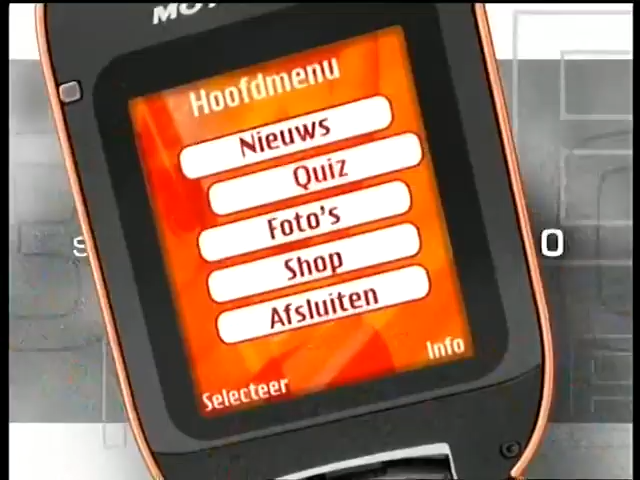 Hoofdmenu
Nieuws
Quiz
Foto's
Shop
Afsluiten
Selecteer
Info